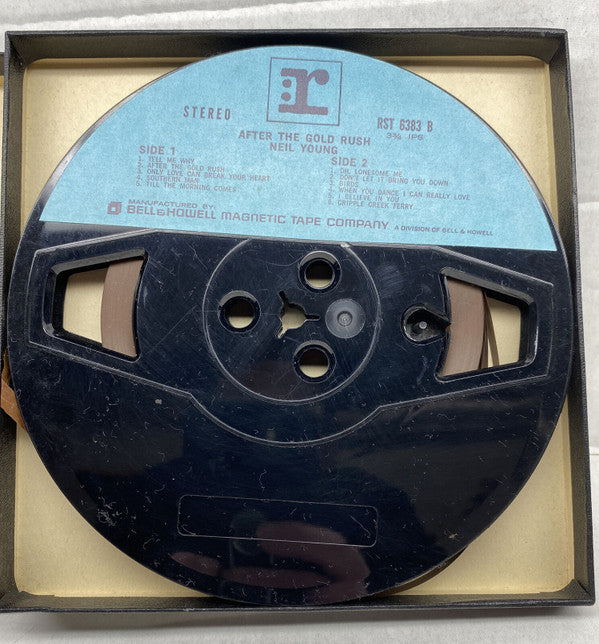 :r
STEREO
RST 6383 B
3¾ IPS
AFTER THE GOLD RUSH
NEIL YOUNG
SIDE 1
1. TELL ME WHY
2. AFTER THE GOLD RUSH
3. ONLY LOVE CAN BREAK YOUR HEART
4. SOUTHERN MAN
5. TILL THE MORNING COMES
SIDE 2
1. OH, LONESOME ME
2. DON'T LET IT BRING YOU DOWN
3. BIRDS
4. WHEN YOU DANCE I CAN REALLY LOVE
5. I BELIEVE IN YOU
6. CRIPPLE CREEK FERRY
MANUFACTURED BY:
BELL & HOWELL MAGNETIC TAPE COMPANY A DIVISION OF BELL & HOWELL